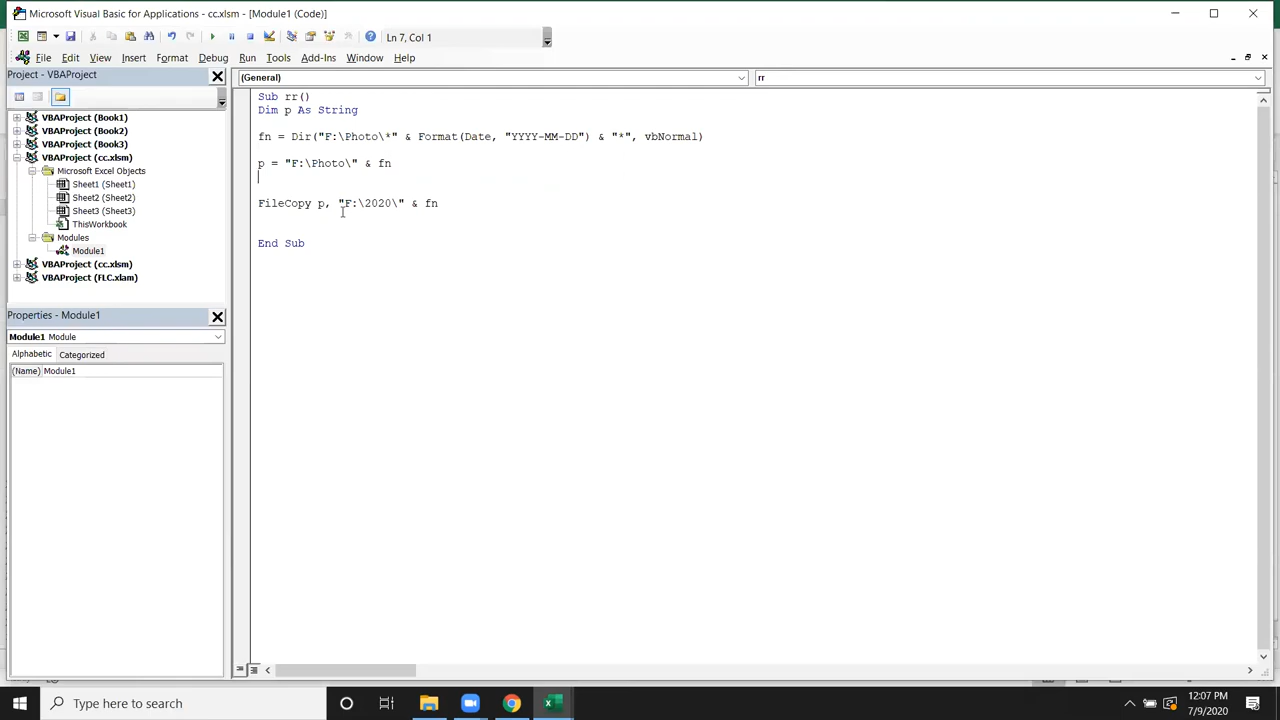 Microsoft Visual Basic for Applications - cc.xlsm - [Module1 (Code)]
Ln 7, Col 1
File Edit View Insert Format Debug Run Tools Add-Ins Window Help
Project - VBAProject
(General)
rr
VBAProject (Book1)
VBAProject (Book2)
VBAProject (Book3)
VBAProject (cc.xlsm)
Microsoft Excel Objects
Sheet1 (Sheet1)
Sheet2 (Sheet2)
Sheet3 (Sheet3)
ThisWorkbook
Modules
Module1
VBAProject (cc.xlsm)
VBAProject (FLC.xlam)
Sub rr()
Dim p As String
fn = Dir("F:\Photo\*" & Format(Date, "YYYY-MM-DD") & "*", vbNormal)
p = "F:\Photo\" & fn
FileCopy p, "F:\2020\" & fn
End Sub
Properties - Module1
Module1 Module
Alphabetic Categorized
(Name) Module1
Type here to search
12:07 PM
7/9/2020